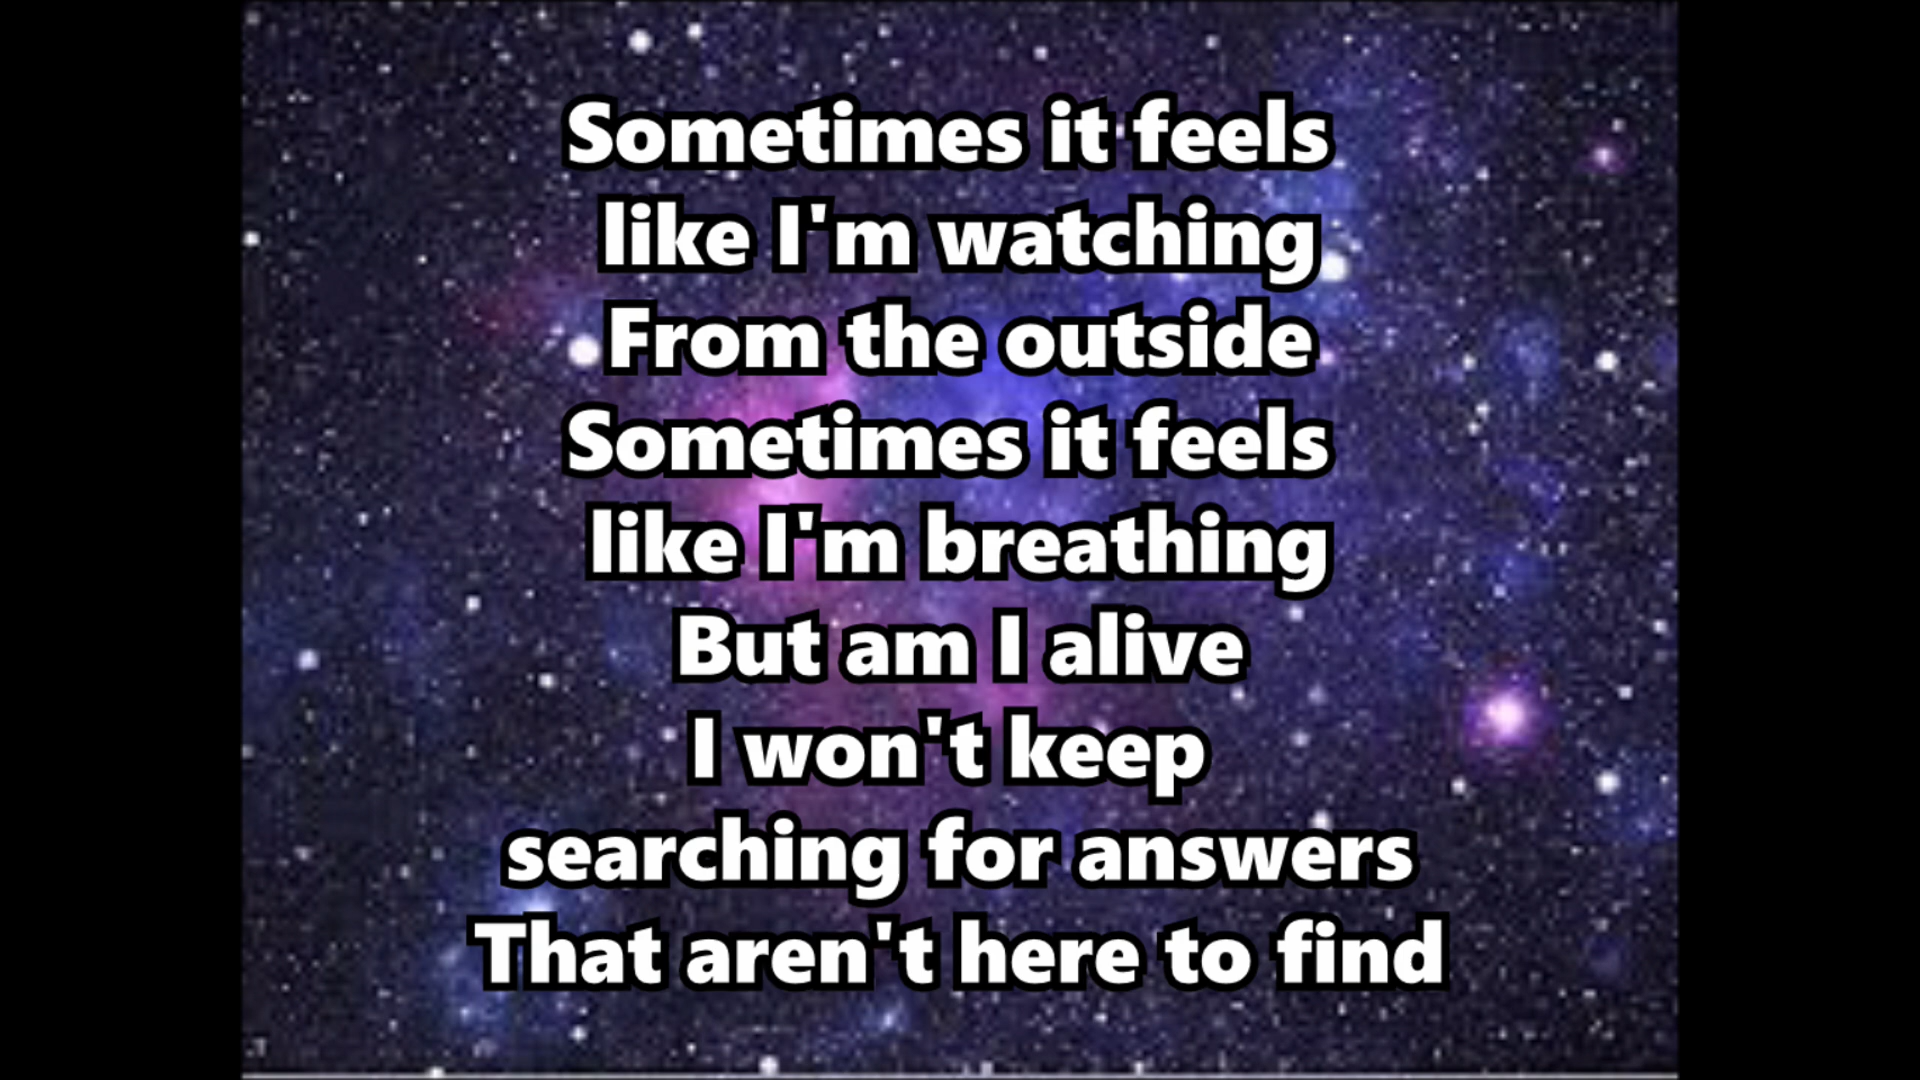 Sometimes it feels
like I'm watching
From the outside
Sometimes it feels
like I'm breathing
But am I alive
I won't keep
searching for answers
That aren't here to find